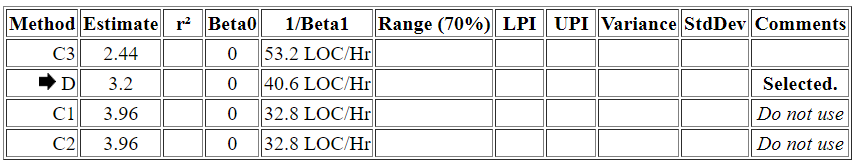 Method Estimate r² Beta0 1/Beta1 Range (70%) LPI UPI Variance StdDev Comments
C3 2.44 0 53.2 LOC/Hr
🡆 D 3.2 0 40.6 LOC/Hr Selected.
C1 3.96 0 32.8 LOC/Hr Do not use
C2 3.96 0 32.8 LOC/Hr Do not use